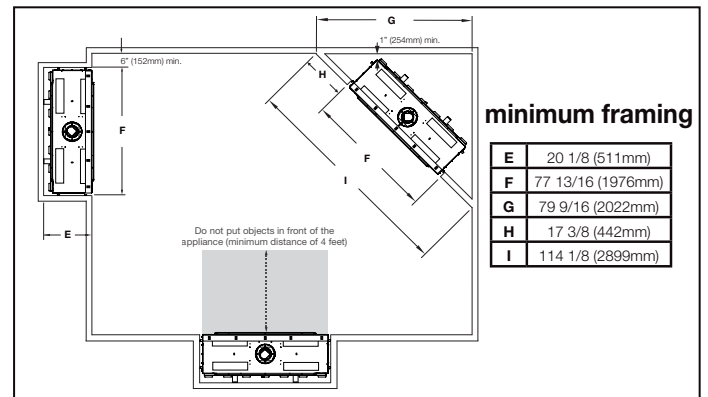 G
1" (254mm) min.
6" (152mm) min.
H
F
F
I
E
Do not put objects in front of the
appliance (minimum distance of 4 feet)
minimum framing
E 20 1/8 (511mm)
F 77 13/16 (1976mm)
G 79 9/16 (2022mm)
H 17 3/8 (442mm)
I 114 1/8 (2899mm)